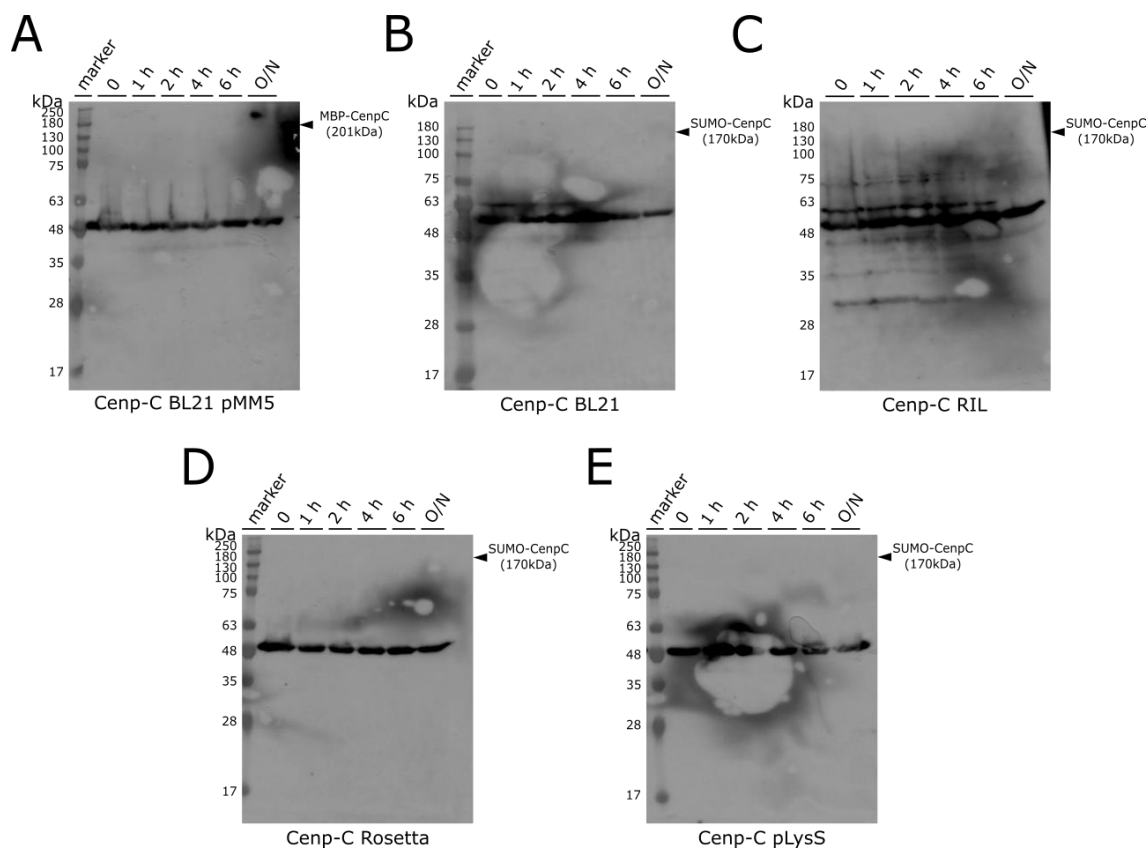 A
marker
0
1 h
2 h
4 h
6 h
O/N
kDa
250
180
130
100
75
63
48
35
28
17
MBP-CenpC
(201kDa)
Cenp-C BL21 pMM5
B
marker
0
1 h
2 h
4 h
6 h
O/N
kDa
180
130
100
75
63
48
35
28
17
SUMO-CenpC
(170kDa)
Cenp-C BL21
C
0
1 h
2 h
4 h
6 h
O/N
kDa
180
130
100
75
63
48
35
28
17
SUMO-CenpC
(170kDa)
Cenp-C RIL
D
marker
0
1 h
2 h
4 h
6 h
O/N
kDa
250
180
130
100
75
63
48
35
28
17
SUMO-CenpC
(170kDa)
Cenp-C Rosetta
E
marker
0
1 h
2 h
4 h
6 h
O/N
kDa
250
180
130
100
75
63
48
35
28
17
SUMO-CenpC
(170kDa)
Cenp-C pLysS